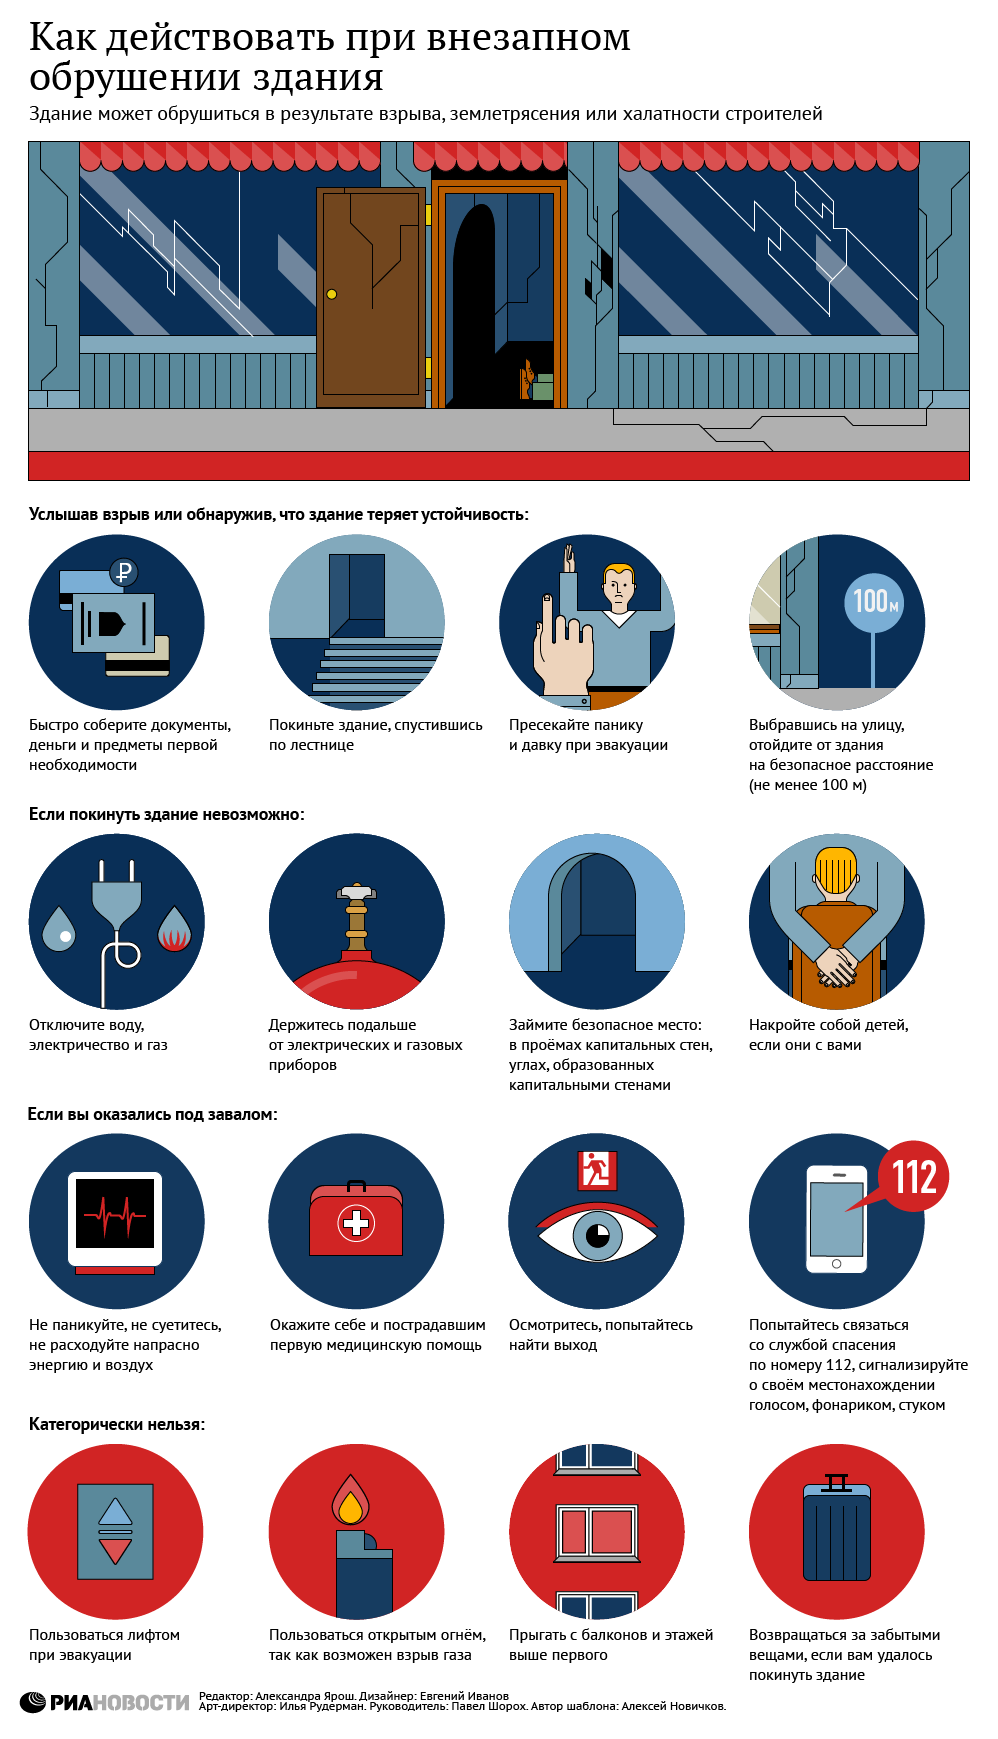 Как действовать при внезапном
обрушении здания
Здание может обрушиться в результате взрыва, землетрясения или халатности строителей
Услышав взрыв или обнаружив, что здание теряет устойчивость:
₽
100м
Быстро соберите документы,
деньги и предметы первой
необходимости
Покиньте здание, спустившись
по лестнице
Пресекайте панику
и давку при эвакуации
Выбравшись на улицу,
отойдите от здания
на безопасное расстояние
(не менее 100 м)
Если покинуть здание невозможно:
Отключите воду,
электричество и газ
Держитесь подальше
от электрических и газовых
приборов
Займите безопасное место:
в проёмах капитальных стен,
углах, образованных
капитальными стенами
Накройте собой детей,
если они с вами
Если вы оказались под завалом:
112
Не паникуйте, не суетитесь,
не расходуйте напрасно
энергию и воздух
Окажите себе и пострадавшим
первую медицинскую помощь
Осмотритесь, попытайтесь
найти выход
Попытайтесь связаться
со службой спасения
по номеру 112, сигнализируйте
о своём местонахождении
голосом, фонариком, стуком
Категорически нельзя:
Пользоваться лифтом
при эвакуации
Пользоваться открытым огнём,
так как возможен взрыв газа
Прыгать с балконов и этажей
выше первого
Возвращаться за забытыми
вещами, если вам удалось
покинуть здание
РИАНОВОСТИ
Редактор: Александра Ярош. Дизайнер: Евгений Иванов
Арт-директор: Илья Рудерман. Руководитель: Павел Шорох. Автор шаблона: Алексей Новичков.